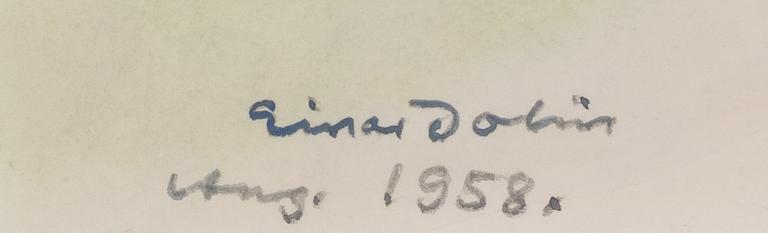 Einar Dolin
Aug. 1958.